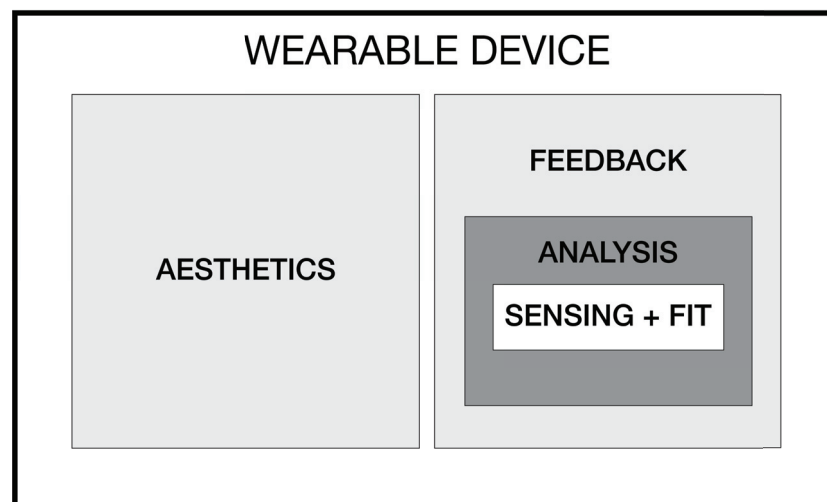 WEARABLE DEVICE
AESTHETICS
FEEDBACK
ANALYSIS
SENSING + FIT